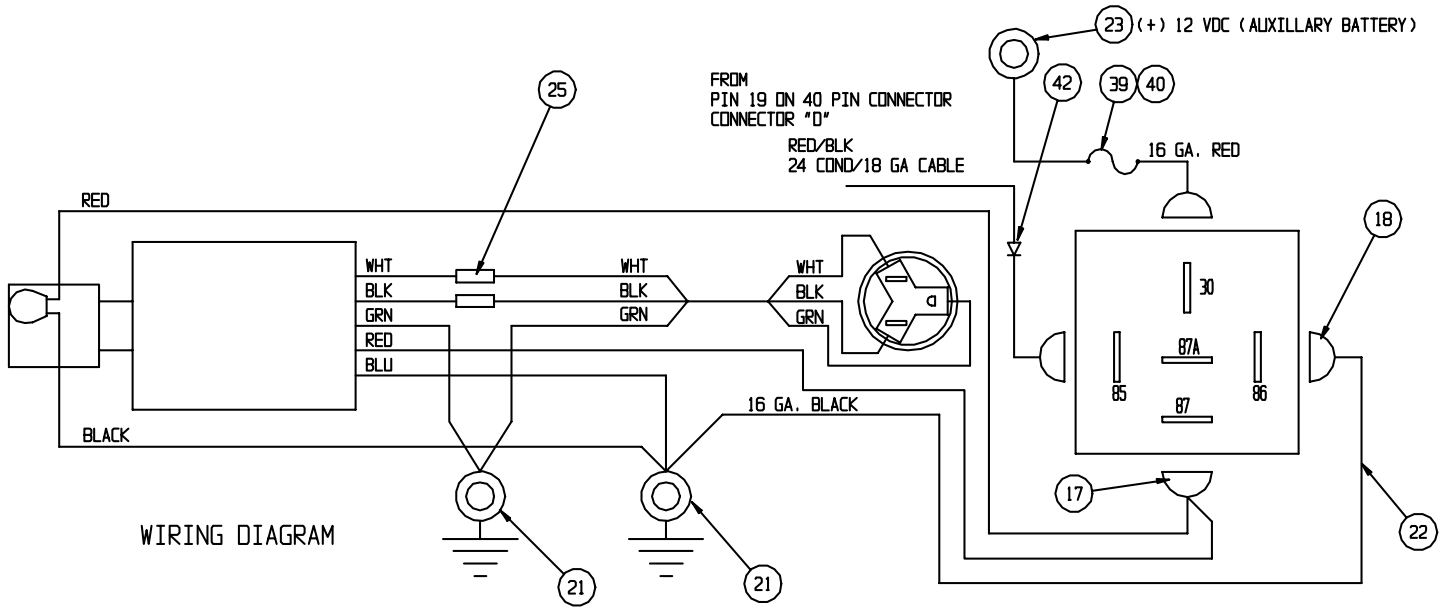 23 (+) 12 VDC (AUXILLARY BATTERY)
25
FROM
PIN 19 ON 40 PIN CONNECTOR
CONNECTOR "D"
42
39 40
RED/BLK
24 COND/18 GA CABLE
16 GA. RED
RED
18
WHT WHT WHT
BLK BLK BLK
GRN GRN GRN
RED
BLU
30
87A
85 86
87
16 GA. BLACK
BLACK
17
WIRING DIAGRAM
22
21 21